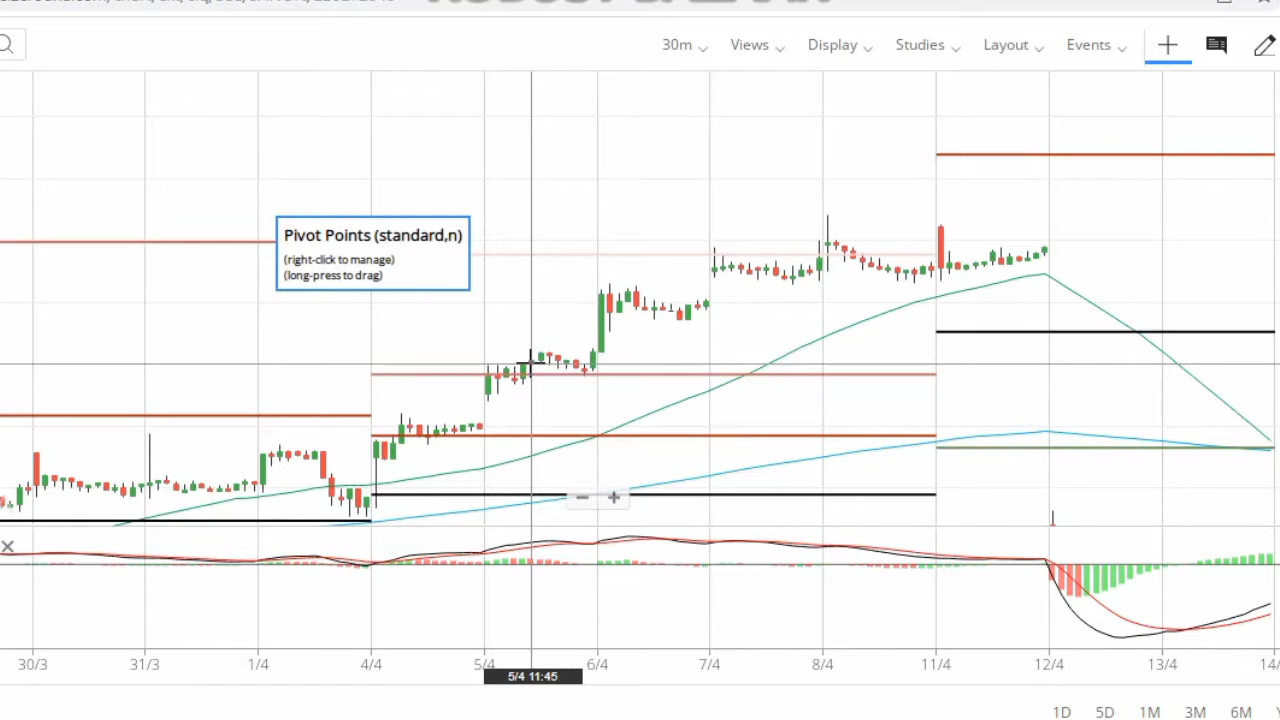 30m
Views
Display
Studies
Layout
Events
Pivot Points (standard,n)
(right-click to manage)
(long-press to drag)
30/3
31/3
1/4
4/4
5/4
6/4
7/4
8/4
11/4
12/4
13/4
5/4 11:45
1D
5D
1M
3M
6M